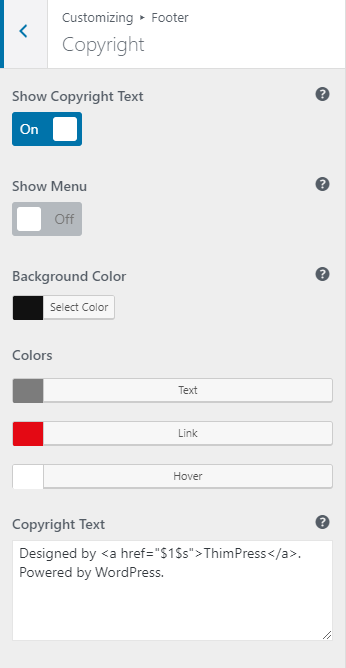 Customizing ▸ Footer
Copyright
Show Copyright Text
On
Show Menu
Off
Background Color
Select Color
Colors
Text
Link
Hover
Copyright Text
Designed by <a href="$1$s">ThimPress</a>.
Powered by WordPress.